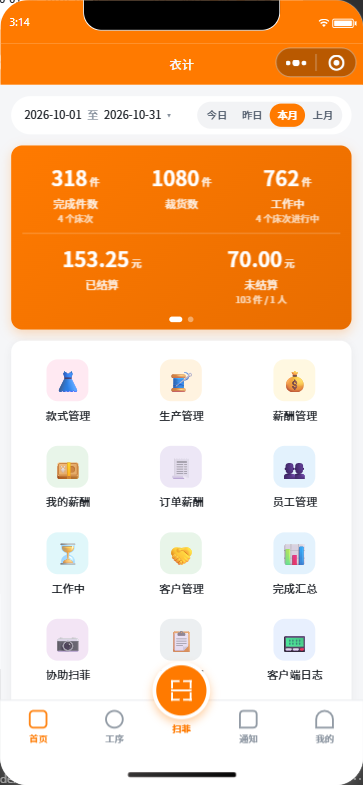 3:14
衣计
2026-10-01 至 2026-10-31
今日 昨日 本月 上月
318件 1080件 762件
完成件数 裁货数 工作中
4个床次 4个床次进行中
153.25元 70.00元
已结算 未结算
103件 / 1人
款式管理 生产管理 薪酬管理
我的薪酬 订单薪酬 员工管理
工作中 客户管理 完成汇总
协助扫菲 客户端日志
首页 工序 扫菲 通知 我的